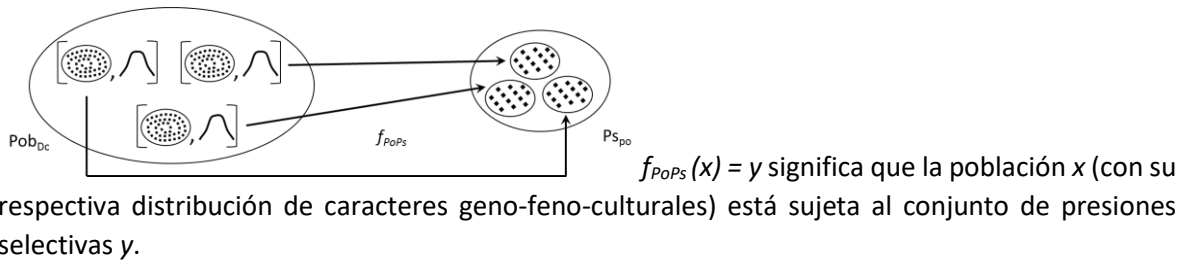 Pob_Dc
f_PoPs
Ps_po
f_PoPs (x) = y significa que la población x (con su
respectiva distribución de caracteres geno-feno-culturales) está sujeta al conjunto de presiones
selectivas y.